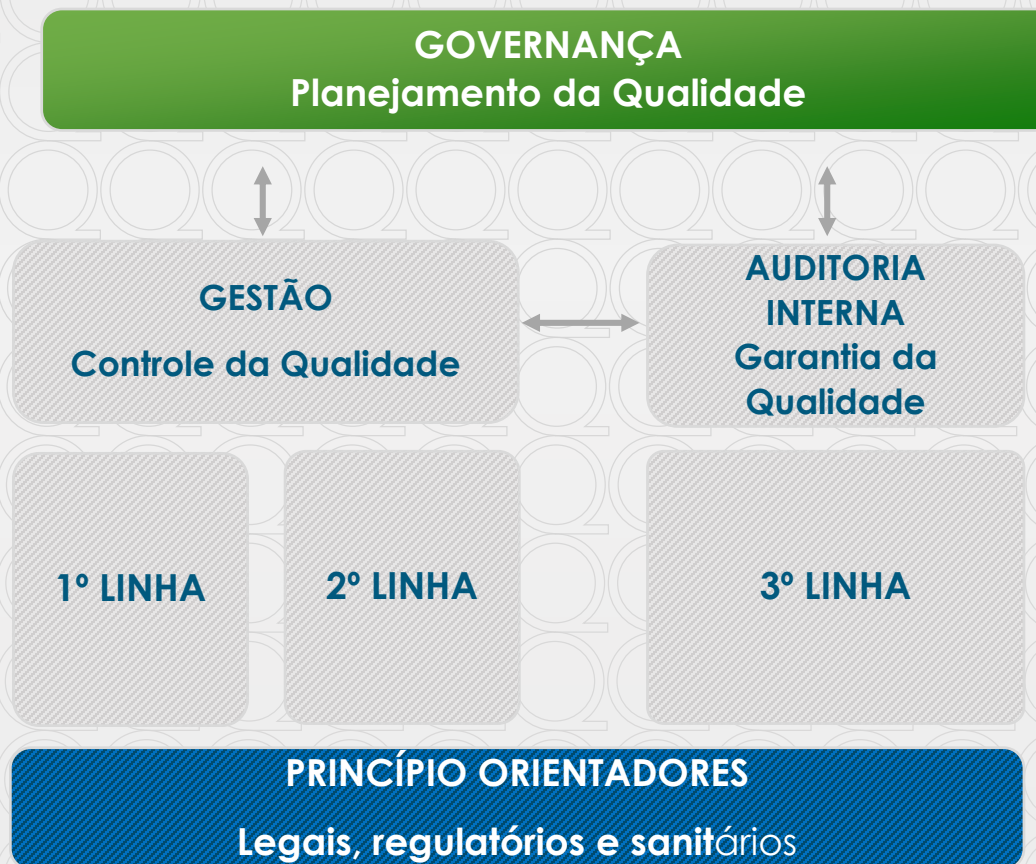 GOVERNANÇA
Planejamento da Qualidade
GESTÃO
Controle da Qualidade
AUDITORIA
INTERNA
Garantia da
Qualidade
1º LINHA
2º LINHA
3º LINHA
PRINCÍPIO ORIENTADORES
Legais, regulatórios e sanitários